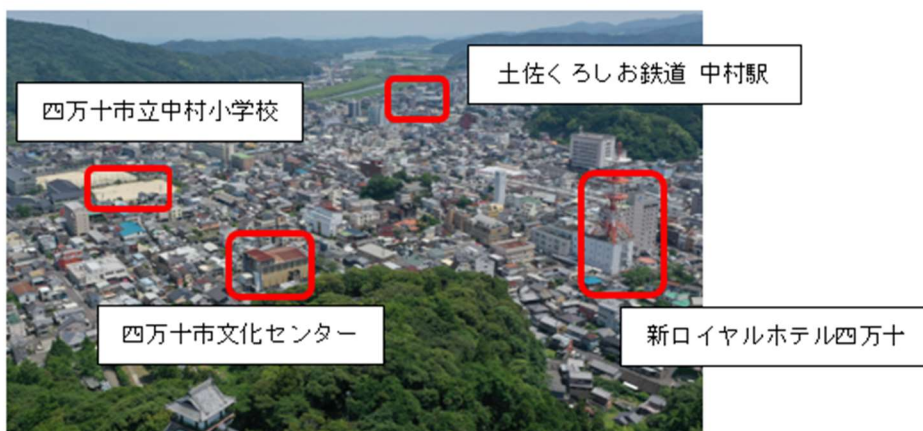 土佐くろしお鉄道 中村駅
四万十市立中村小学校
四万十市文化センター
新ロイヤルホテル四万十